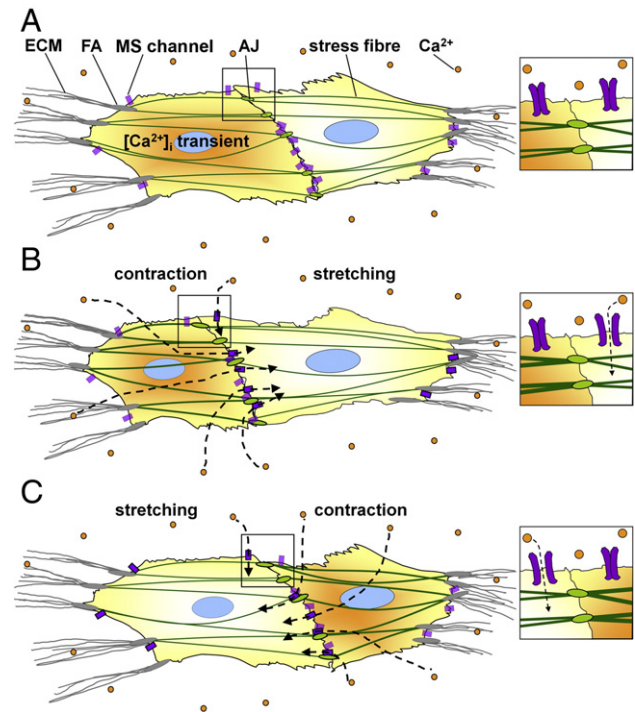 A
ECM FA MS channel AJ stress fibre Ca²⁺
[Ca²⁺]ᵢ transient
B
contraction stretching
C
stretching contraction